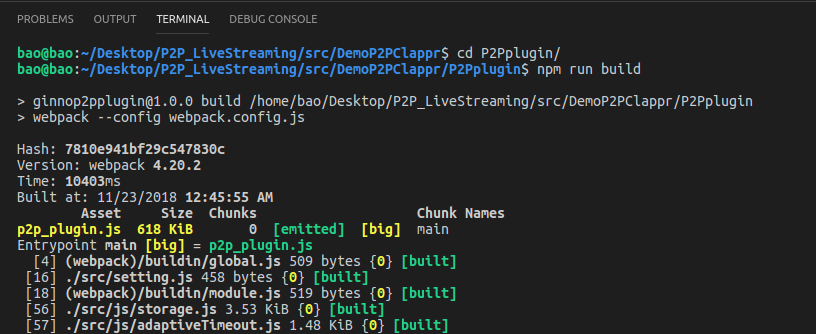 PROBLEMS OUTPUT TERMINAL DEBUG CONSOLE
bao@bao:~/Desktop/P2P_LiveStreaming/src/DemoP2PClappr$ cd P2Pplugin/
bao@bao:~/Desktop/P2P_LiveStreaming/src/DemoP2PClappr/P2Pplugin$ npm run build
> ginnop2pplugin@1.0.0 build /home/bao/Desktop/P2P_LiveStreaming/src/DemoP2PClappr/P2Pplugin
> webpack --config webpack.config.js
Hash: 7810e941bf29c547830c
Version: webpack 4.20.2
Time: 10403ms
Built at: 11/23/2018 12:45:55 AM
Asset Size Chunks Chunk Names
p2p_plugin.js 618 KiB 0 [emitted] [big] main
Entrypoint main [big] = p2p_plugin.js
[4] (webpack)/buildin/global.js 509 bytes {0} [built]
[16] ./src/setting.js 458 bytes {0} [built]
[18] (webpack)/buildin/module.js 519 bytes {0} [built]
[56] ./src/js/storage.js 3.53 KiB {0} [built]
[57] ./src/js/adaptiveTimeout.js 1.48 KiB {0} [built]